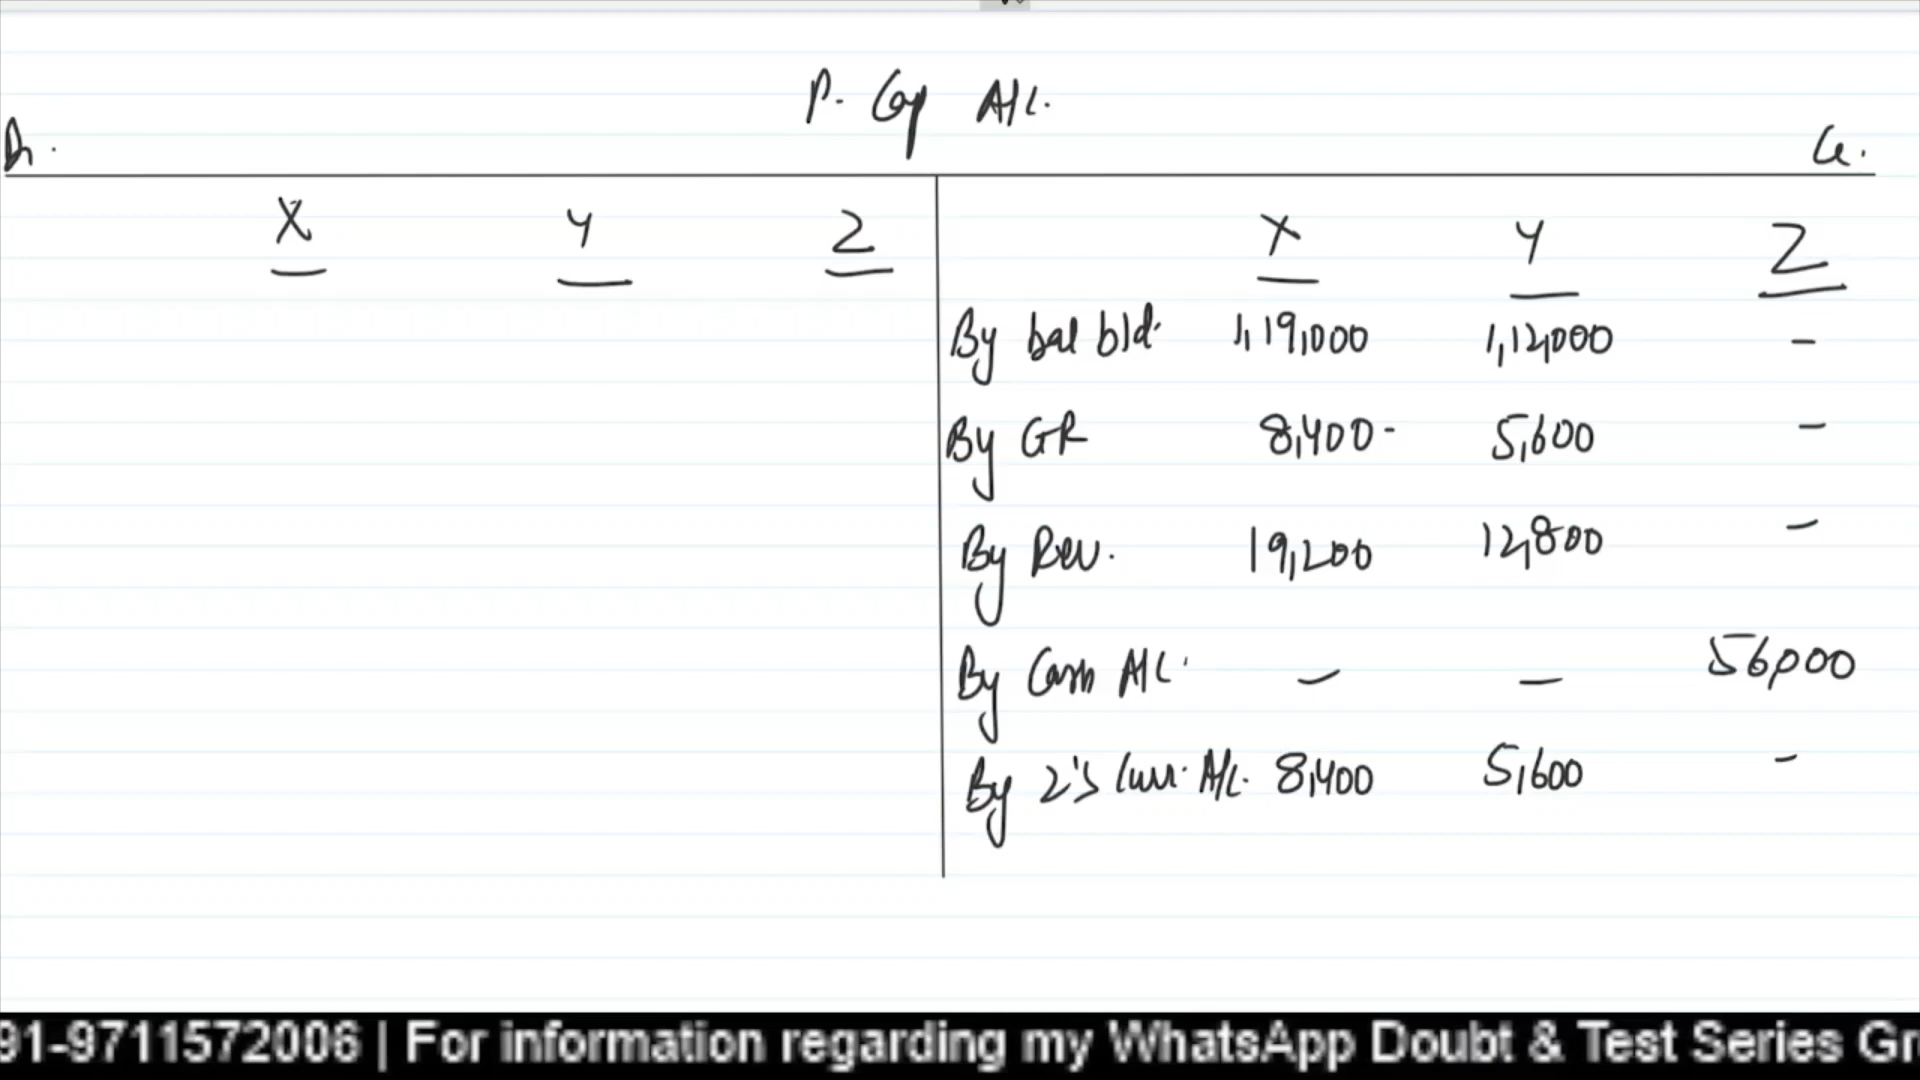 P. Cap A/c.
Dr. Cr.
X Y Z X Y Z
By bal b/d. 1,19,000 1,12,000 -
By GR 8,400- 5,600 -
By Rev. 19,200 12,800 -
By Cash A/c. - - 56,000
By Z's Curr. A/c. 8,400 5,600 -
91-9711572006 | For information regarding my WhatsApp Doubt & Test Series Gr